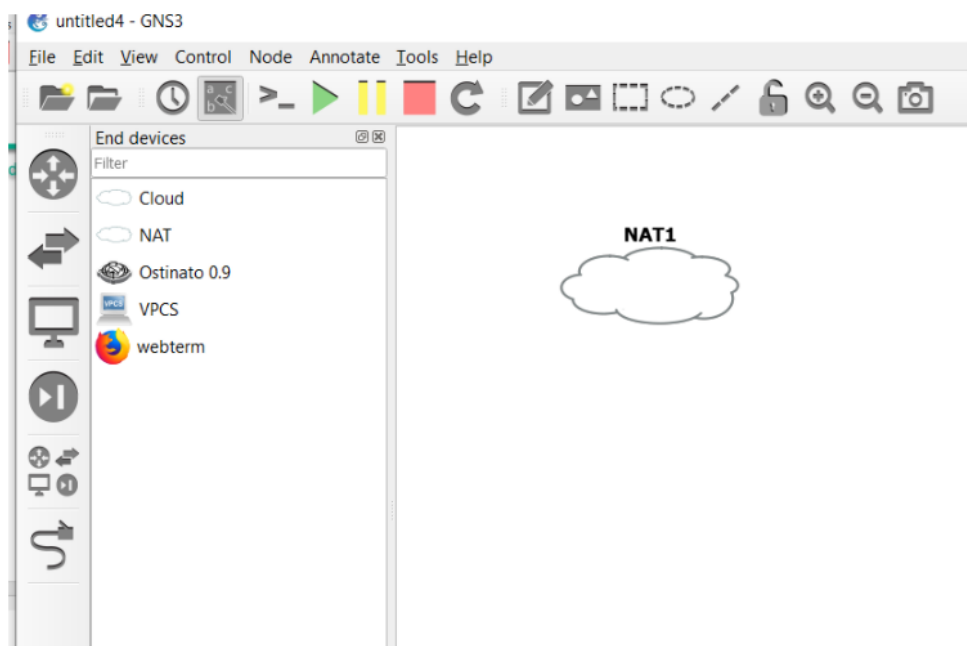 untitled4 - GNS3
File Edit View Control Node Annotate Tools Help
End devices
Filter
Cloud
NAT
Ostinato 0.9
VPCS
webterm
NAT1